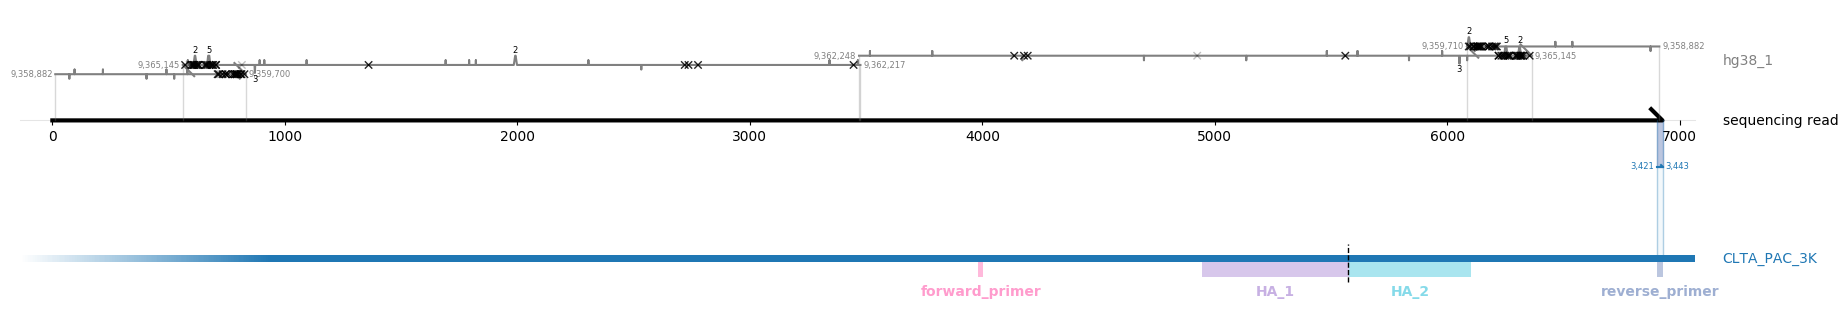 2 5 2 2
9,365,145 9,362,248 9,359,710 5 2 9,358,882
9,358,882 9,359,700 9,362,217 9,365,145 hg38_1
3 3
sequencing read
0 1000 2000 3000 4000 5000 6000 7000
3,421 3,443
CLTA_PAC_3K
forward_primer HA_1 HA_2 reverse_primer